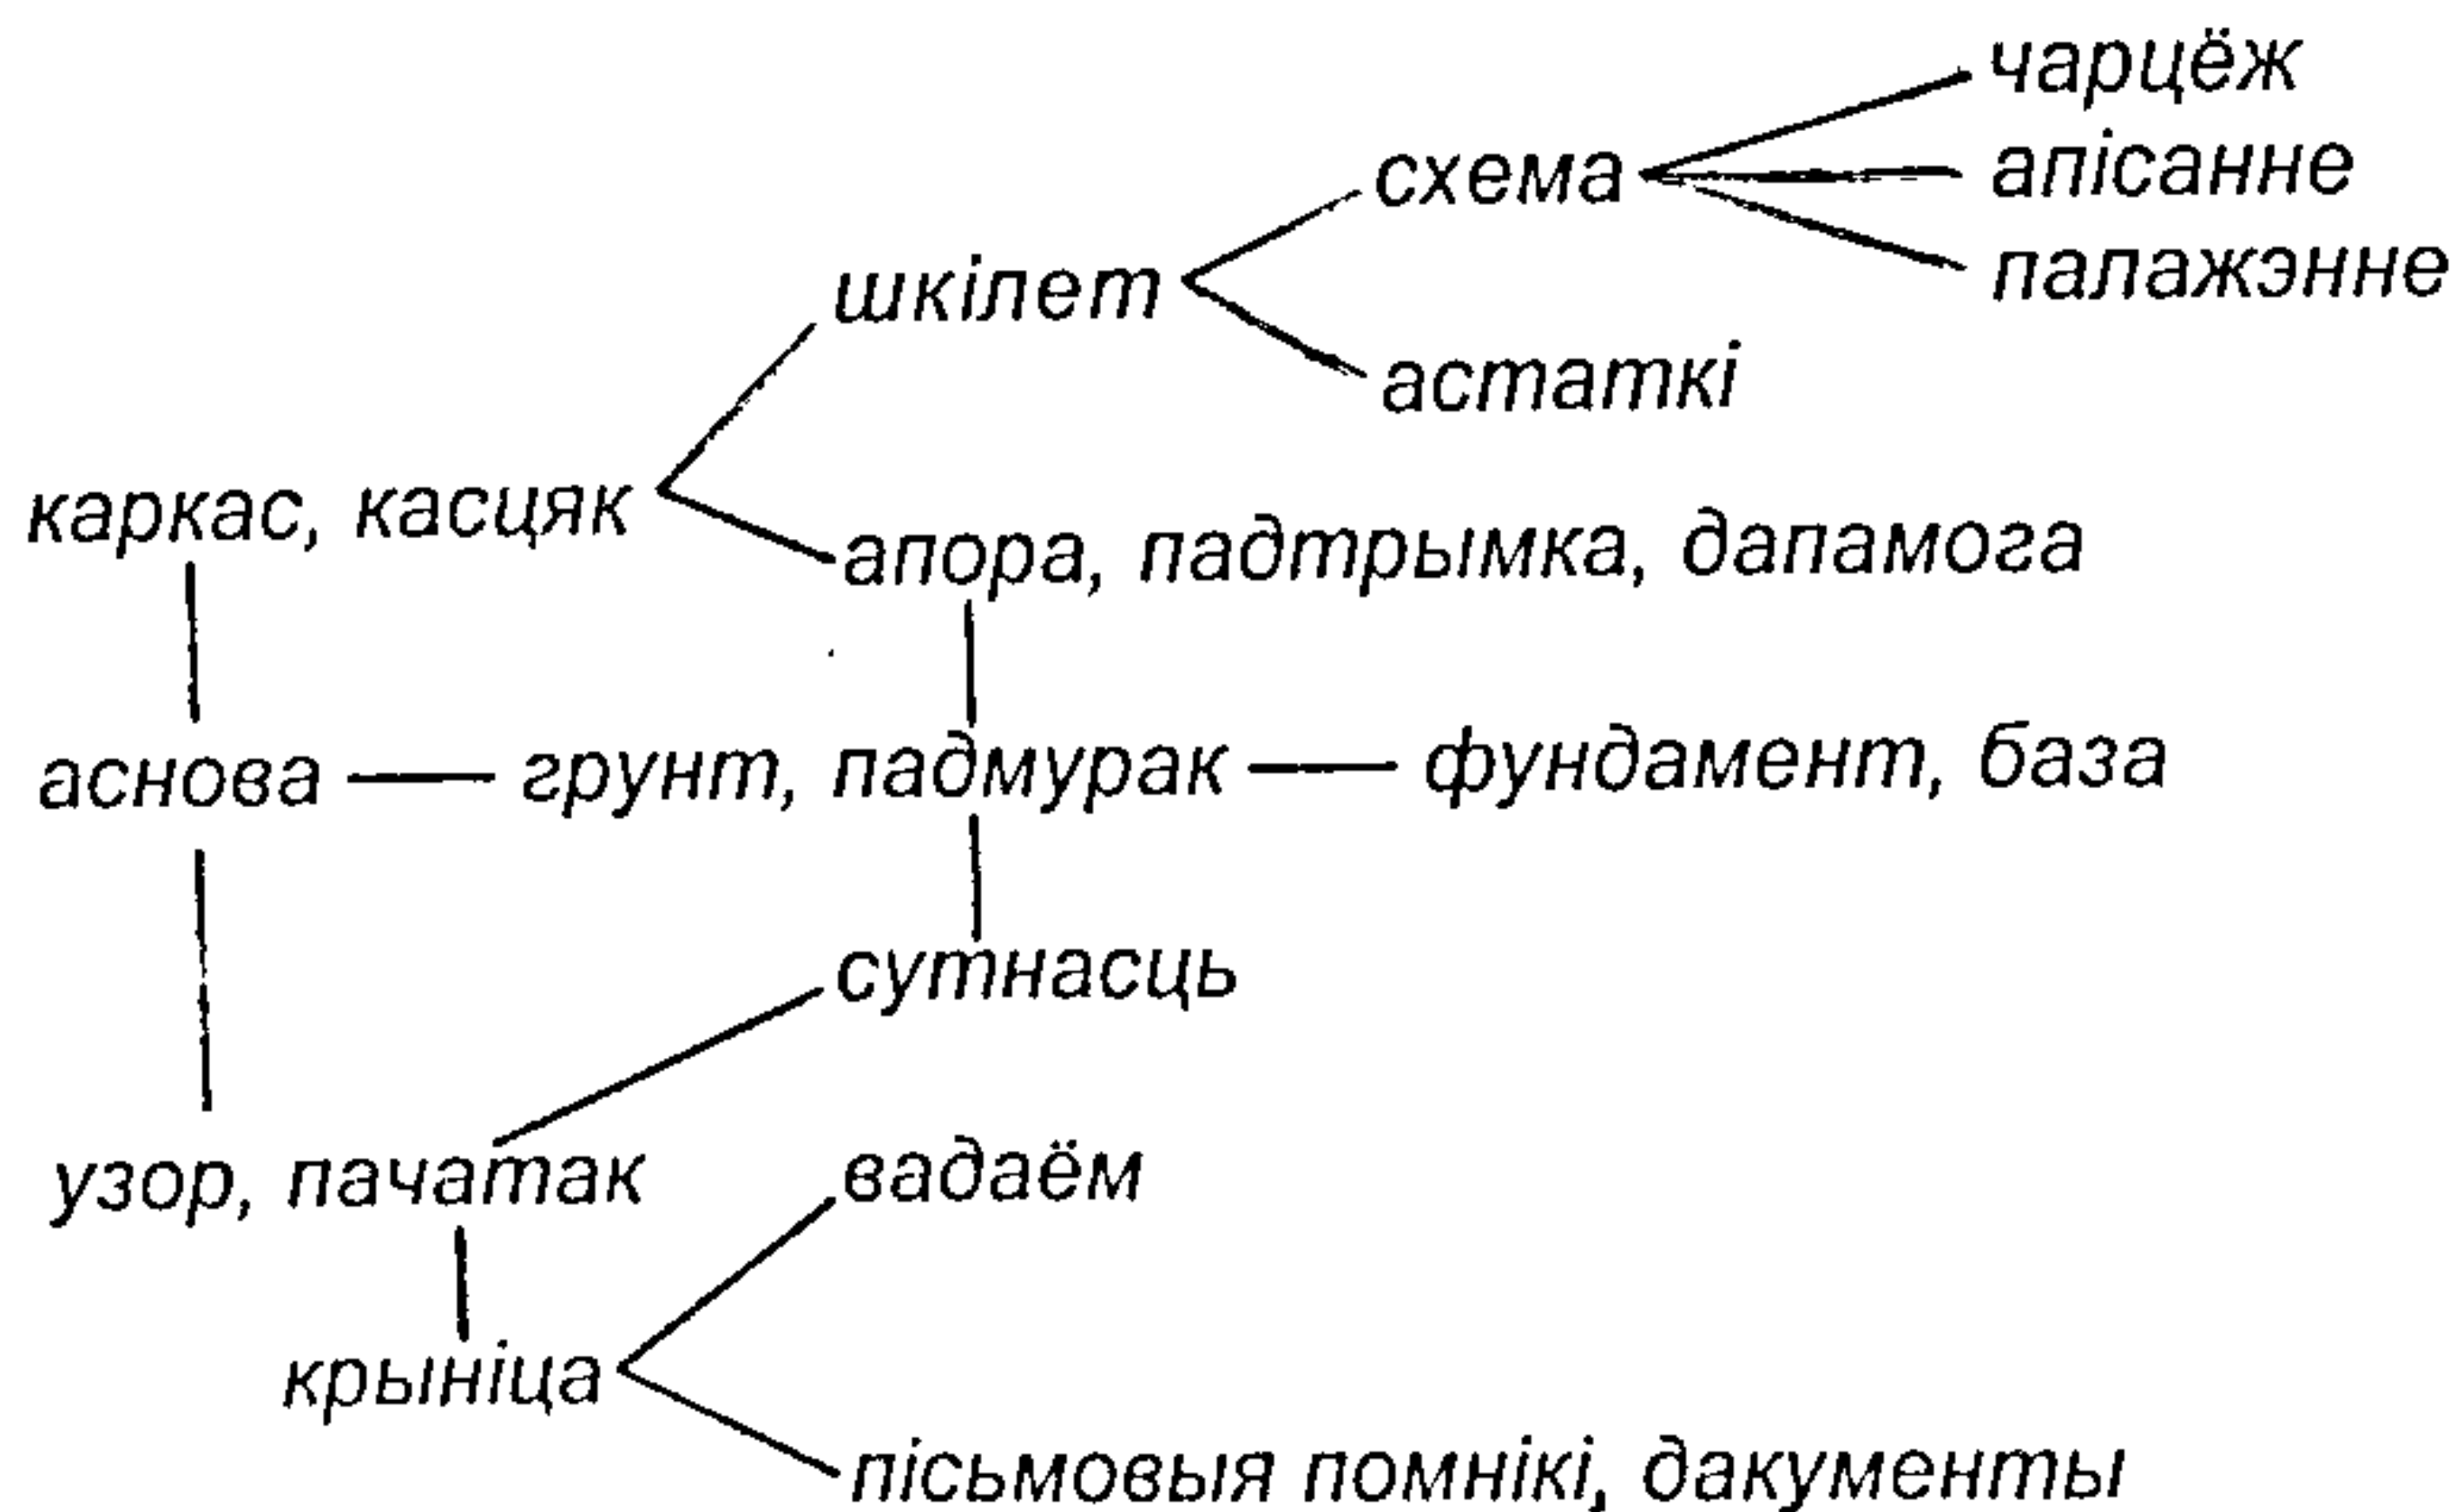 чарцёж
схема апісанне
шкілет палажэнне
астаткі
каркас, касцяк
апора, падтрымка, дапамога
аснова — грунт, падмурак — фундамент, база
сутнасць
узор, пачатак вадаём
крыніца
пісьмовыя помнікі, дакументы